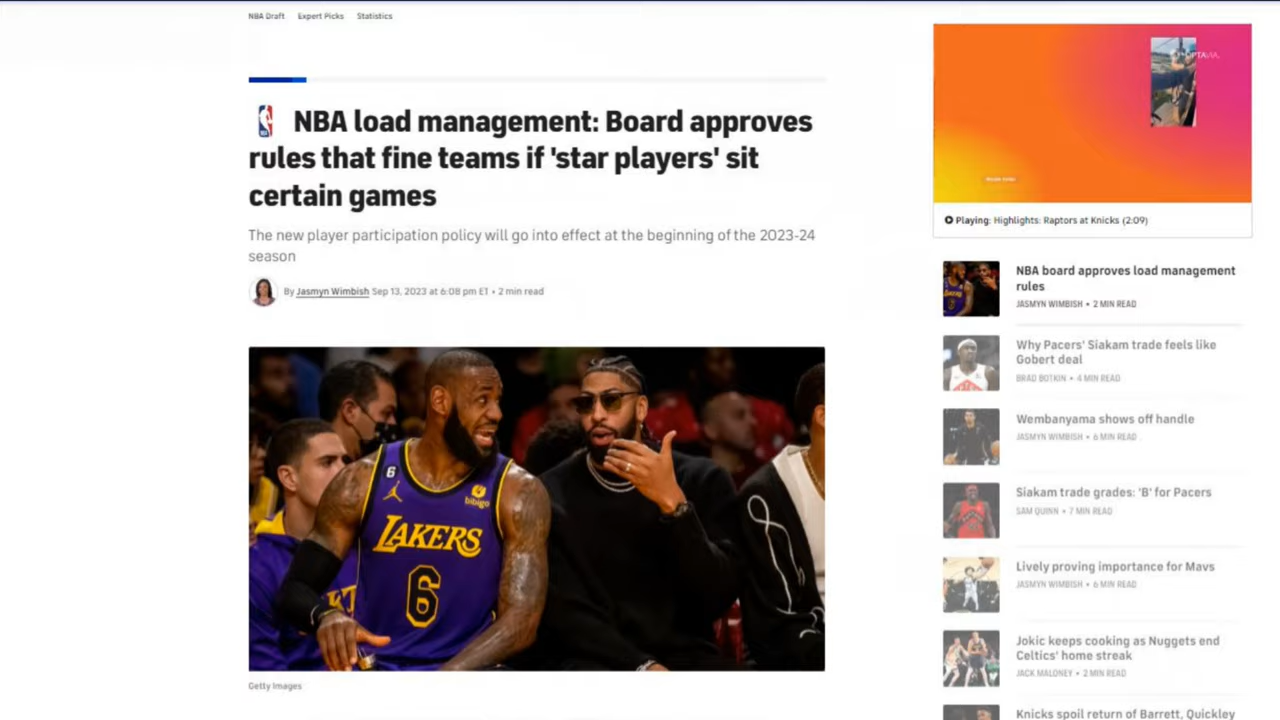 NBA Draft Expert Picks Statistics
NBA load management: Board approves
rules that fine teams if 'star players' sit
certain games
The new player participation policy will go into effect at the beginning of the 2023-24
season
By Jasmyn Wimbish Sep 13, 2023 at 6:08 pm ET • 2 min read
6
bibigo
LAKERS
6
Getty Images
OPTAVIA
Playing: Highlights: Raptors at Knicks (2:09)
NBA board approves load management
rules
JASMYN WIMBISH • 2 MIN READ
Why Pacers' Siakam trade feels like
Gobert deal
BRAD BOTKIN • 4 MIN READ
Wembanyama shows off handle
JASMYN WIMBISH • 6 MIN READ
Siakam trade grades: 'B' for Pacers
SAM QUINN • 7 MIN READ
Lively proving importance for Mavs
JASMYN WIMBISH • 6 MIN READ
Jokic keeps cooking as Nuggets end
Celtics' home streak
JACK MALONEY • 2 MIN READ
Knicks spoil return of Barrett, Quickley